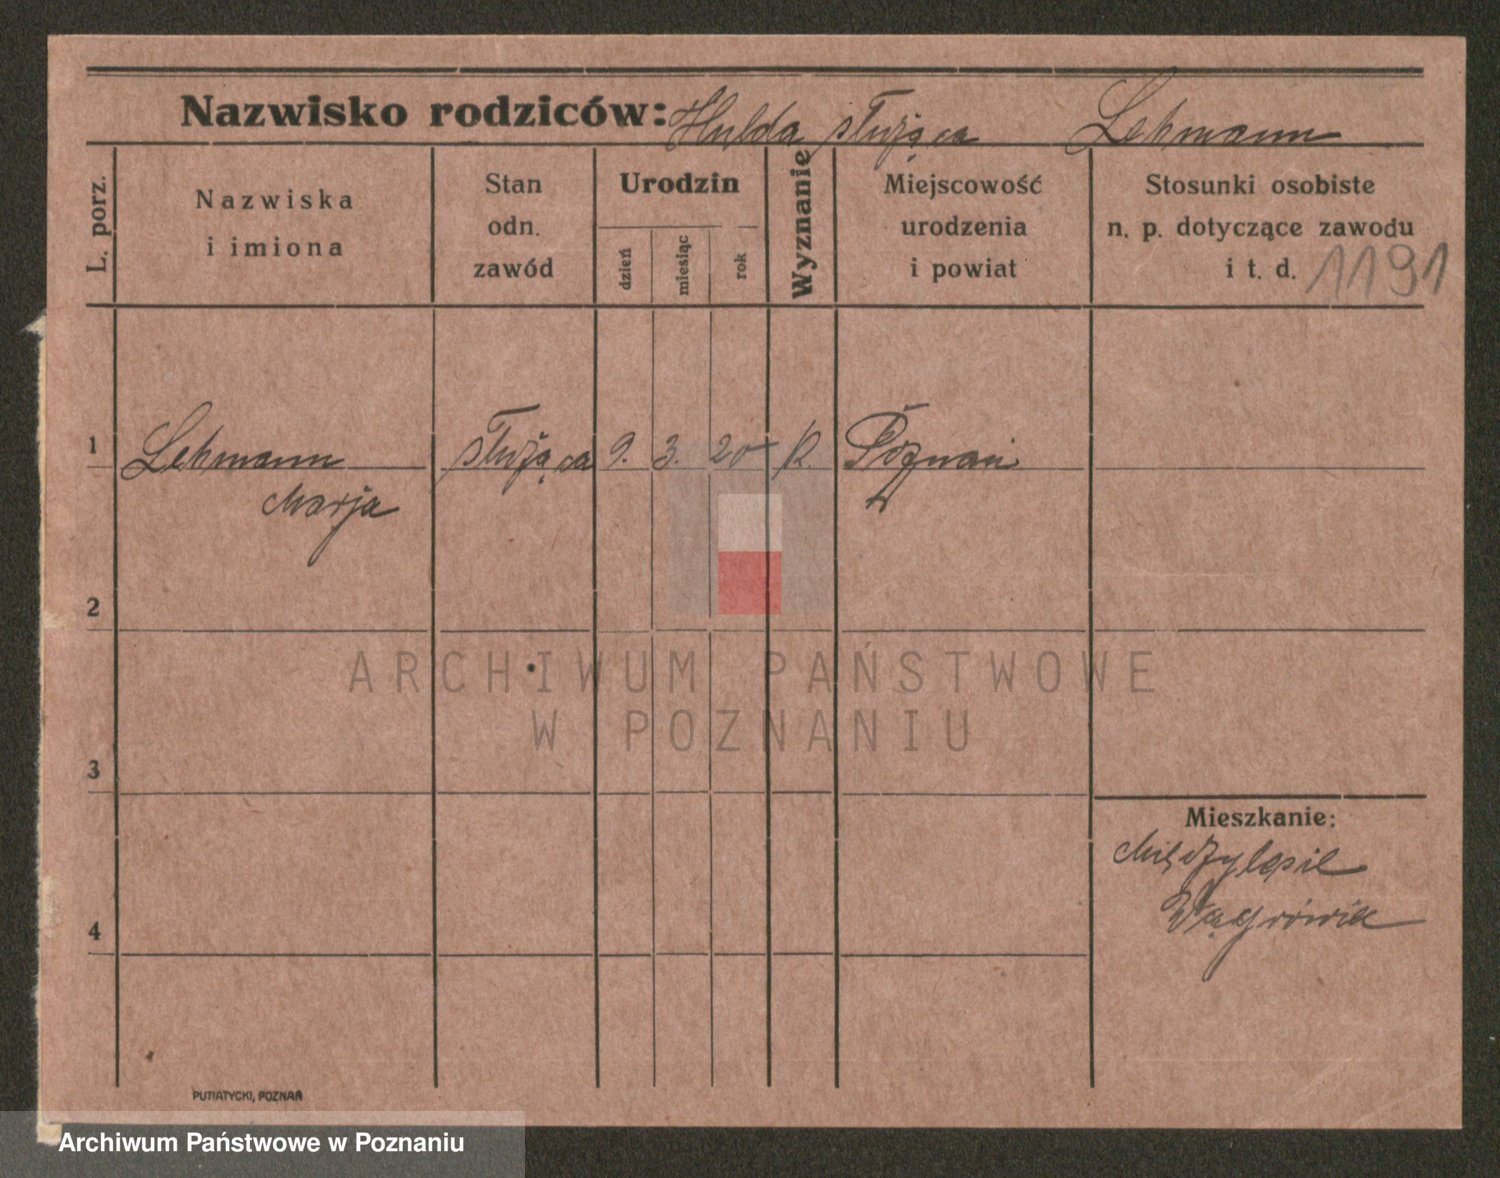 Nazwisko rodziców: Hulda służąca Lehmann
L. porz.
Nazwiska
i imiona
Stan
odn.
zawód
Urodzin
dzień
miesiąc
rok
Wyznanie
Miejscowość
urodzenia
i powiat
Stosunki osobiste
n. p. dotyczące zawodu
i t. d. 1191
1 Lehmann służąca 9. 3. 20 k. Poznań
Marja
2
ARCHIWUM PAŃSTWOWE
W POZNANIU
3
Mieszkanie:
Międzylesie
Wągrówiec
4
PUTIATYCKI, POZNAŃ
Archiwum Państwowe w Poznaniu